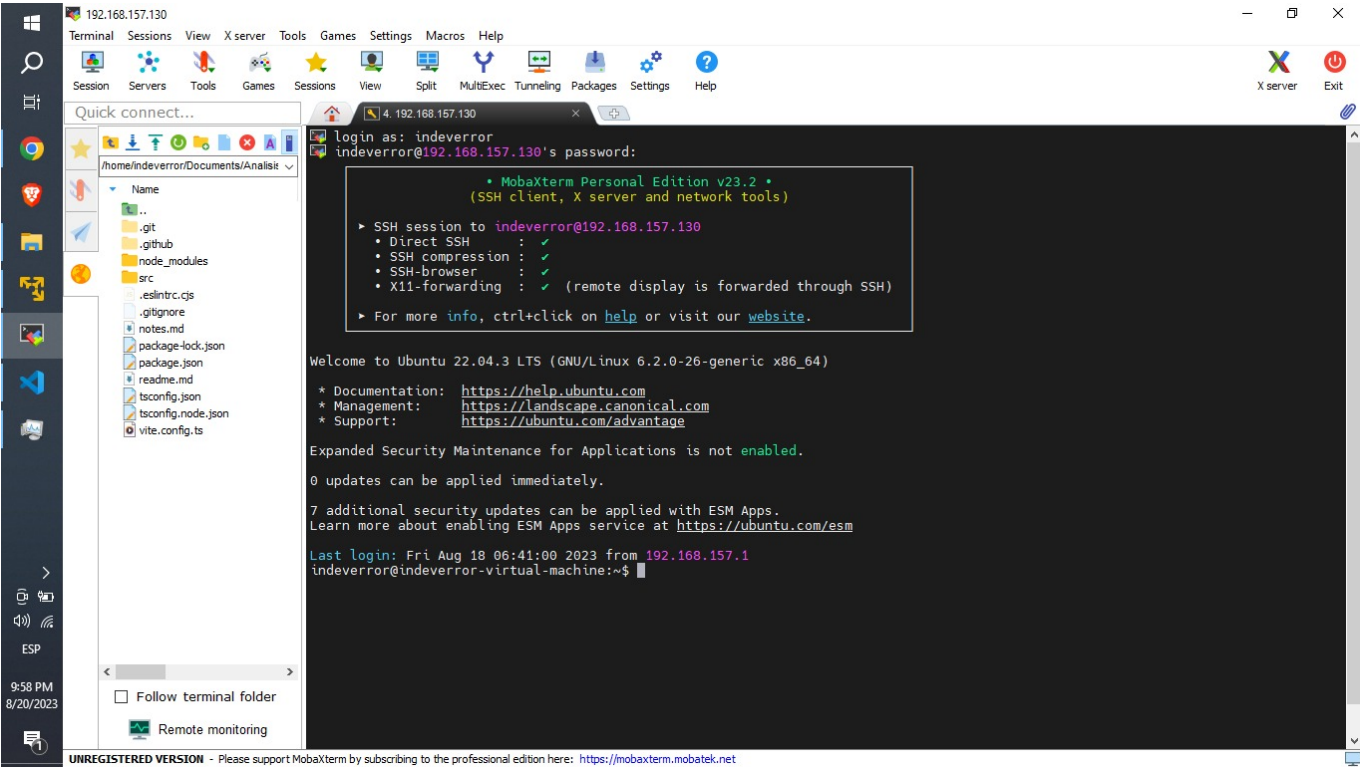 192.168.157.130
Terminal Sessions View X server Tools Games Settings Macros Help
Session Servers Tools Games Sessions View Split MultiExec Tunneling Packages Settings Help X server Exit
Quick connect...
4. 192.168.157.130
/home/indeverror/Documents/Analisis
Name
..
.git
.github
node_modules
src
.eslintrc.cjs
.gitignore
notes.md
package-lock.json
package.json
readme.md
tsconfig.json
tsconfig.node.json
vite.config.ts
Follow terminal folder
Remote monitoring
login as: indeverror
indeverror@192.168.157.130's password:
• MobaXterm Personal Edition v23.2 •
(SSH client, X server and network tools)
➤ SSH session to indeverror@192.168.157.130
• Direct SSH : ✔
• SSH compression : ✔
• SSH-browser : ✔
• X11-forwarding : ✔ (remote display is forwarded through SSH)
➤ For more info, ctrl+click on help or visit our website.
Welcome to Ubuntu 22.04.3 LTS (GNU/Linux 6.2.0-26-generic x86_64)
* Documentation: https://help.ubuntu.com
* Management: https://landscape.canonical.com
* Support: https://ubuntu.com/advantage
Expanded Security Maintenance for Applications is not enabled.
0 updates can be applied immediately.
7 additional security updates can be applied with ESM Apps.
Learn more about enabling ESM Apps service at https://ubuntu.com/esm
Last login: Fri Aug 18 06:41:00 2023 from 192.168.157.1
indeverror@indeverror-virtual-machine:~$
ESP
9:58 PM
8/20/2023
1
UNREGISTERED VERSION - Please support MobaXterm by subscribing to the professional edition here: https://mobaxterm.mobatek.net